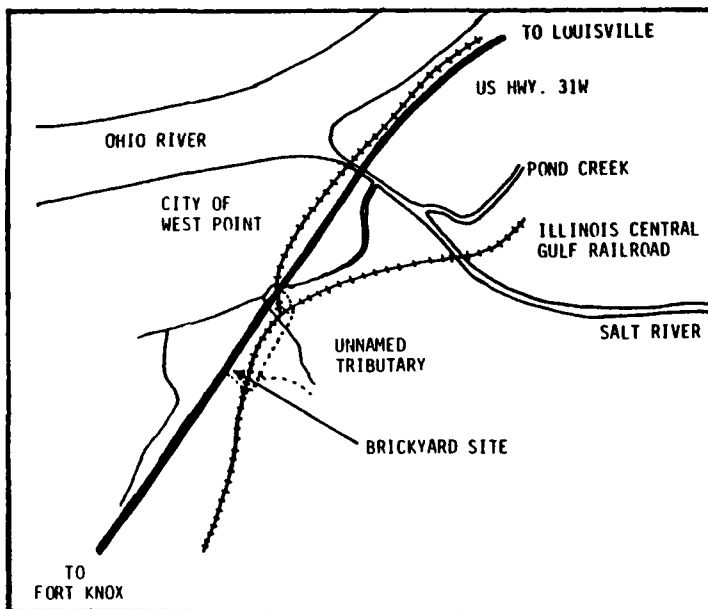 TO LOUISVILLE
US HWY. 31W
OHIO RIVER
POND CREEK
CITY OF
WEST POINT
ILLINOIS CENTRAL
GULF RAILROAD
SALT RIVER
UNNAMED
TRIBUTARY
BRICKYARD SITE
TO
FORT KNOX